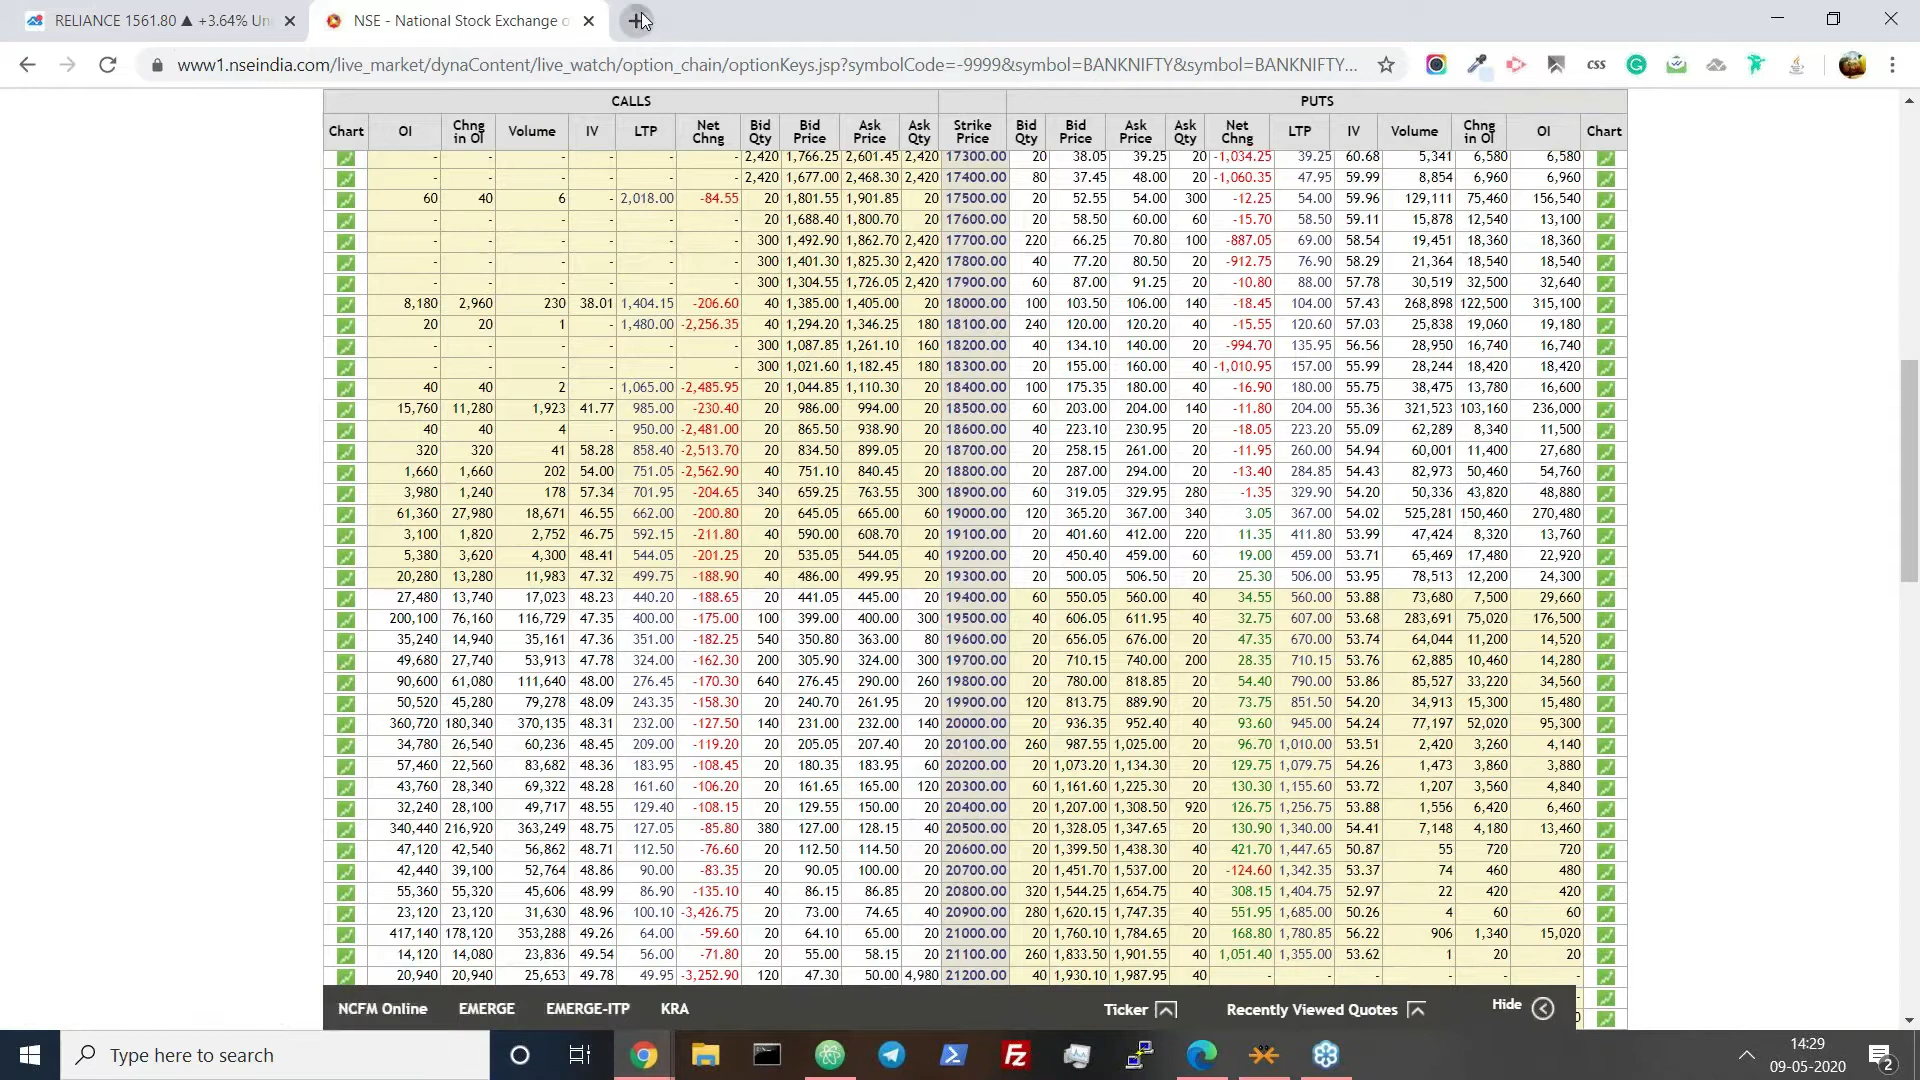 RELIANCE 1561.80 ▲ +3.64% Un
NSE - National Stock Exchange o
www1.nseindia.com/live_market/dynaContent/live_watch/option_chain/optionKeys.jsp?symbolCode=-9999&symbol=BANKNIFTY&symbol=BANKNIFTY...
CALLS PUTS
Chart OI Chng in OI Volume IV LTP Net Chng Bid Qty Bid Price Ask Price Ask Qty Strike Price Bid Qty Bid Price Ask Price Ask Qty Net Chng LTP IV Volume Chng in OI OI Chart
- - - - - - 2,420 1,766.25 2,601.45 2,420 17300.00 20 38.05 39.25 20 -1,034.25 39.25 60.68 5,341 6,580 6,580
- - - - - - 2,420 1,677.00 2,468.30 2,420 17400.00 80 37.45 48.00 20 -1,060.35 47.95 59.99 8,854 6,960 6,960
60 40 6 - 2,018.00 -84.55 20 1,801.55 1,901.85 20 17500.00 20 52.55 54.00 300 -12.25 54.00 59.96 129,111 75,460 156,540
- - - - - - 20 1,688.40 1,800.70 20 17600.00 20 58.50 60.00 60 -15.70 58.50 59.11 15,878 12,540 13,100
- - - - - - 300 1,492.90 1,862.70 2,420 17700.00 220 66.25 70.80 100 -887.05 69.00 58.54 19,451 18,360 18,360
- - - - - - 300 1,401.30 1,825.30 2,420 17800.00 40 77.20 80.50 20 -912.75 76.90 58.29 21,364 18,540 18,540
- - - - - - 300 1,304.55 1,726.05 2,420 17900.00 60 87.00 91.25 20 -10.80 88.00 57.78 30,519 32,500 32,640
8,180 2,960 230 38.01 1,404.15 -206.60 40 1,385.00 1,405.00 20 18000.00 100 103.50 106.00 140 -18.45 104.00 57.43 268,898 122,500 315,100
20 20 1 - 1,480.00 -2,256.35 40 1,294.20 1,346.25 180 18100.00 240 120.00 120.20 40 -15.55 120.60 57.03 25,838 19,060 19,180
- - - - - - 300 1,087.85 1,261.10 160 18200.00 40 134.10 140.00 20 -994.70 135.95 56.56 28,950 16,740 16,740
- - - - - - 300 1,021.60 1,182.45 180 18300.00 20 155.00 160.00 40 -1,010.95 157.00 55.99 28,244 18,420 18,420
40 40 2 - 1,065.00 -2,485.95 20 1,044.85 1,110.30 20 18400.00 100 175.35 180.00 40 -16.90 180.00 55.75 38,475 13,780 16,600
15,760 11,280 1,923 41.77 985.00 -230.40 20 986.00 994.00 20 18500.00 60 203.00 204.00 140 -11.80 204.00 55.36 321,523 103,160 236,000
40 40 4 - 950.00 -2,481.00 20 865.50 938.90 20 18600.00 40 223.10 230.95 20 -18.05 223.20 55.09 62,289 8,340 11,500
320 320 41 58.28 858.40 -2,513.70 20 834.50 899.05 20 18700.00 20 258.15 261.00 20 -11.95 260.00 54.94 60,001 11,400 27,680
1,660 1,660 202 54.00 751.05 -2,562.90 40 751.10 840.45 20 18800.00 20 287.00 294.00 20 -13.40 284.85 54.43 82,973 50,460 54,760
3,980 1,240 178 57.34 701.95 -204.65 340 659.25 763.55 300 18900.00 60 319.05 329.95 280 -1.35 329.90 54.20 50,336 43,820 48,880
61,360 27,980 18,671 46.55 662.00 -200.80 20 645.05 665.00 60 19000.00 120 365.20 367.00 340 3.05 367.00 54.02 525,281 150,460 270,480
3,100 1,820 2,752 46.75 592.15 -211.80 40 590.00 608.70 20 19100.00 20 401.60 412.00 220 11.35 411.80 53.99 47,424 8,320 13,760
5,380 3,620 4,300 48.41 544.05 -201.25 20 535.05 544.05 40 19200.00 20 450.40 459.00 60 19.00 459.00 53.71 65,469 17,480 22,920
20,280 13,280 11,983 47.32 499.75 -188.90 40 486.00 499.95 20 19300.00 20 500.05 506.50 20 25.30 506.00 53.95 78,513 12,200 24,300
27,480 13,740 17,023 48.23 440.20 -188.65 20 441.05 445.00 20 19400.00 60 550.05 560.00 40 34.55 560.00 53.88 73,680 7,500 29,660
200,100 76,160 116,729 47.35 400.00 -175.00 100 399.00 400.00 300 19500.00 40 606.05 611.95 40 32.75 607.00 53.68 283,691 75,020 176,500
35,240 14,940 35,161 47.36 351.00 -182.25 540 350.80 363.00 80 19600.00 20 656.05 676.00 20 47.35 670.00 53.74 64,044 11,200 14,520
49,680 27,740 53,913 47.78 324.00 -162.30 200 305.90 324.00 300 19700.00 20 710.15 740.00 200 28.35 710.15 53.76 62,885 10,460 14,280
90,600 61,080 111,640 48.00 276.45 -170.30 640 276.45 290.00 260 19800.00 20 780.00 818.85 20 54.40 790.00 53.86 85,527 33,220 34,560
50,520 45,280 79,278 48.09 243.35 -158.30 20 240.70 261.95 20 19900.00 120 813.75 889.90 20 73.75 851.50 54.20 34,913 15,300 15,480
360,720 180,340 370,135 48.31 232.00 -127.50 140 231.00 232.00 140 20000.00 20 936.35 952.40 40 93.60 945.00 54.24 77,197 52,020 95,300
34,780 26,540 60,236 48.45 209.00 -119.20 20 205.05 207.40 20 20100.00 260 987.55 1,025.00 20 96.70 1,010.00 53.51 2,420 3,260 4,140
57,460 22,560 83,682 48.36 183.95 -108.45 20 180.35 183.95 60 20200.00 20 1,073.20 1,134.30 20 129.75 1,079.75 54.26 1,473 3,860 3,880
43,760 28,340 69,322 48.28 161.60 -106.20 20 161.65 165.00 120 20300.00 60 1,161.60 1,225.30 20 130.30 1,155.60 53.72 1,207 3,560 4,840
32,240 28,100 49,717 48.55 129.40 -108.15 20 129.55 150.00 20 20400.00 20 1,207.00 1,308.50 920 126.75 1,256.75 53.88 1,556 6,420 6,460
340,440 216,920 363,249 48.75 127.05 -85.80 380 127.00 128.15 40 20500.00 20 1,328.05 1,347.65 20 130.90 1,340.00 54.41 7,148 4,180 13,460
47,120 42,540 56,862 48.71 112.50 -76.60 20 112.50 114.50 20 20600.00 20 1,399.50 1,438.30 40 421.70 1,447.65 50.87 55 720 720
42,440 39,100 52,764 48.86 90.00 -83.35 20 90.05 100.00 20 20700.00 20 1,451.70 1,537.00 20 -124.60 1,342.35 53.37 74 460 480
55,360 55,320 45,606 48.99 86.90 -135.10 40 86.15 86.85 20 20800.00 320 1,544.25 1,654.75 40 308.15 1,404.75 52.97 22 420 420
23,120 23,120 31,630 48.96 100.10 -3,426.75 20 73.00 74.65 40 20900.00 280 1,620.15 1,747.35 40 551.95 1,685.00 50.26 4 60 60
417,140 178,120 353,288 49.26 64.00 -59.60 20 64.10 65.00 20 21000.00 20 1,760.10 1,784.65 20 168.80 1,780.85 56.22 906 1,340 15,020
14,120 14,080 23,836 49.54 56.00 -71.80 20 55.00 58.15 20 21100.00 260 1,833.50 1,901.55 40 1,051.40 1,355.00 53.62 1 20 20
20,940 20,940 25,653 49.78 49.95 -3,252.90 120 47.30 50.00 4,980 21200.00 40 1,930.10 1,987.95 40 - - - - - -
NCFM Online EMERGE EMERGE-ITP KRA Ticker Recently Viewed Quotes Hide
Type here to search
14:29
09-05-2020
2